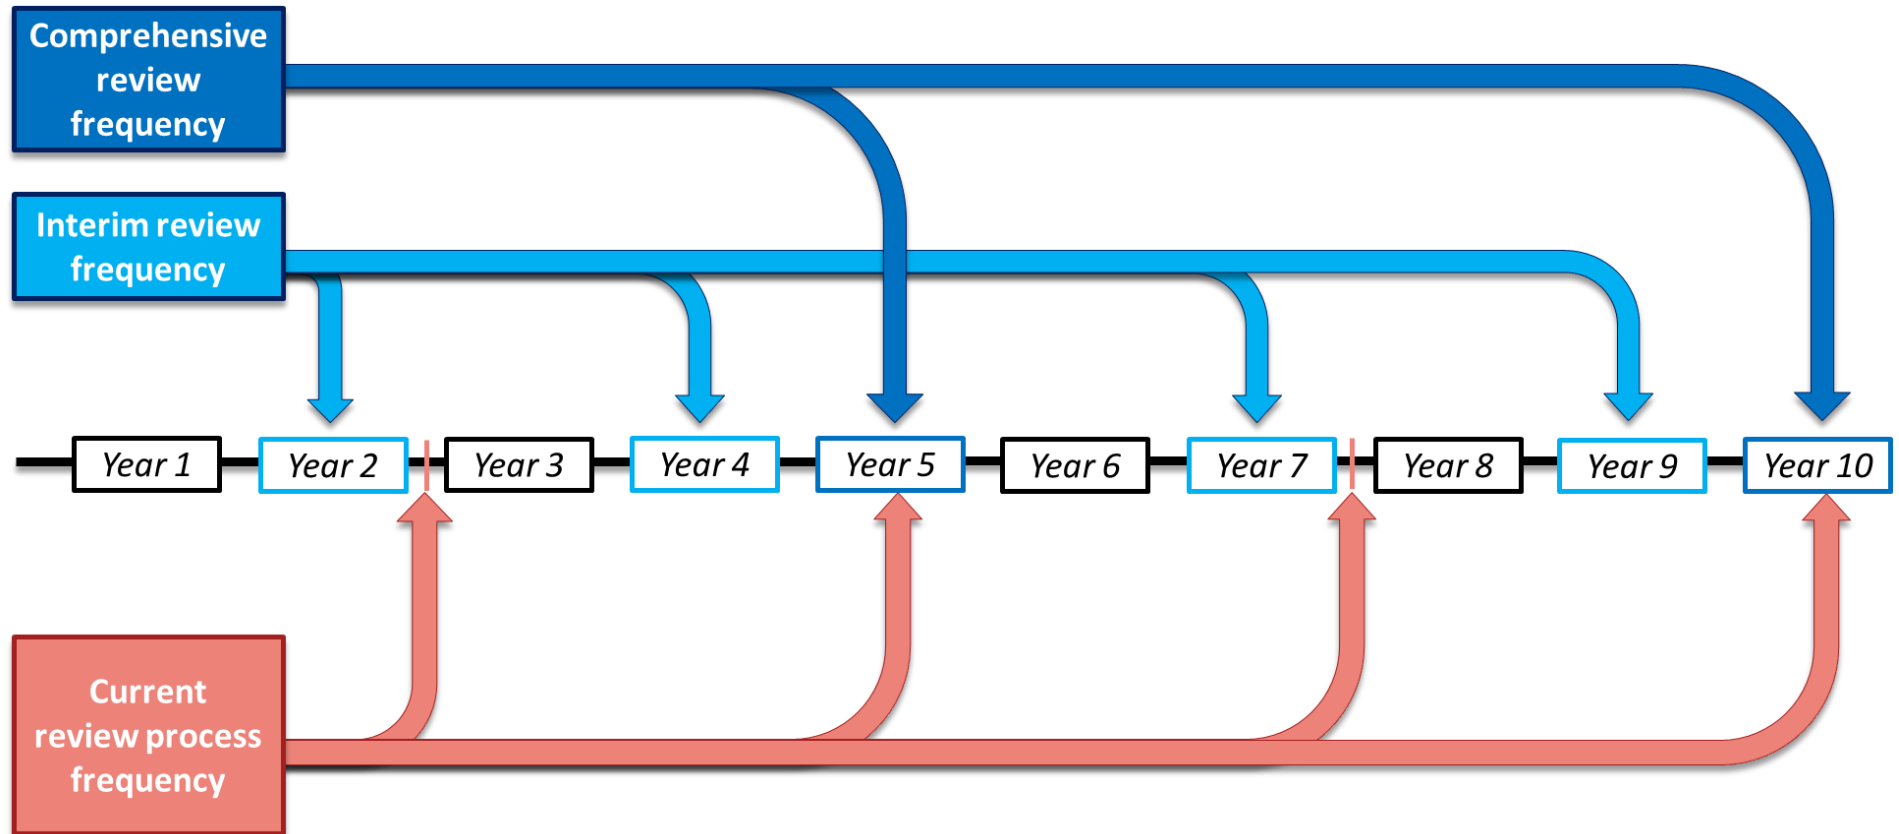 Comprehensive
review
frequency
Interim review
frequency
Year 1
Year 2
Year 3
Year 4
Year 5
Year 6
Year 7
Year 8
Year 9
Year 10
Current
review process
frequency